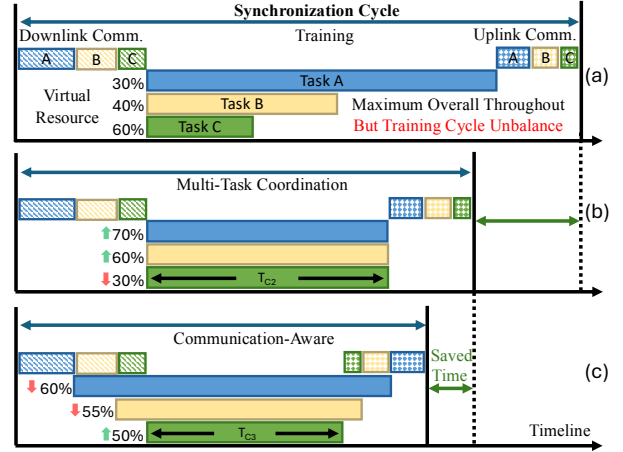 Synchronization Cycle
Downlink Comm. Training Uplink Comm.
A B C A B C
30% Task A (a)
Virtual Resource
40% Task B Maximum Overall Throughout
60% Task C But Training Cycle Unbalance
Multi-Task Coordination
(b)
70%
60%
30% TC2
Communication-Aware
Saved Time
(c)
60%
55%
50% TC3
Timeline